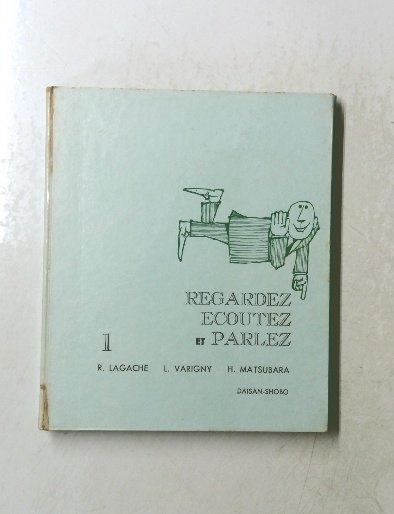 REGARDEZ
ECOUTEZ
1 ET PARLEZ
R. LAGACHE L. VARIGNY H. MATSUBARA
DAISAN-SHOBO